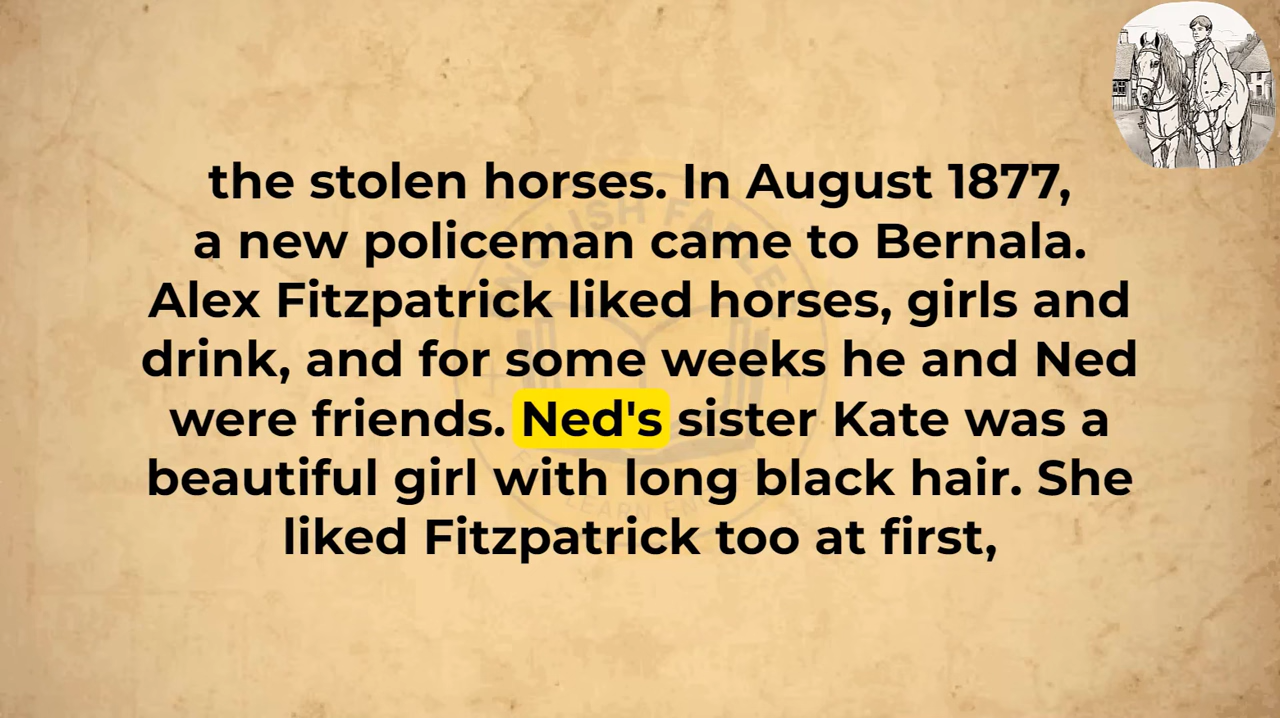 the stolen horses. In August 1877,
a new policeman came to Bernala.
Alex Fitzpatrick liked horses, girls and
drink, and for some weeks he and Ned
were friends. Ned's sister Kate was a
beautiful girl with long black hair. She
liked Fitzpatrick too at first,